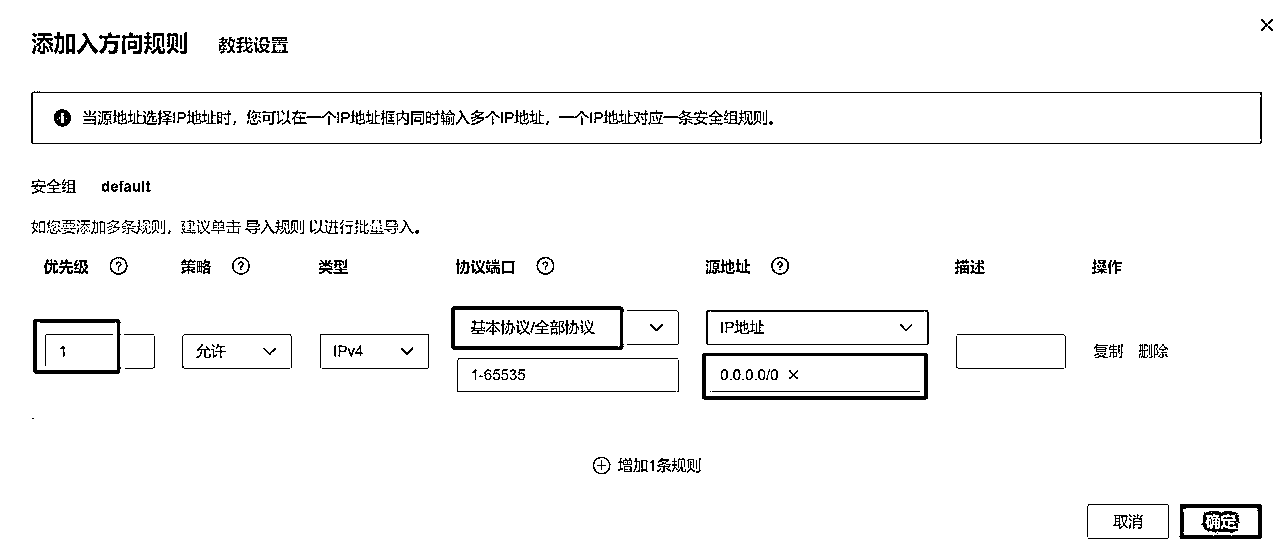 添加入方向规则 教我设置
当源地址选择IP地址时，您可以在一个IP地址框内同时输入多个IP地址，一个IP地址对应一条安全组规则。
安全组 default
如您要添加多条规则，建议单击 导入规则 以进行批量导入。
优先级 策略 类型 协议端口 源地址 描述 操作
基本协议/全部协议 IP地址
1 允许 IPv4 复制 删除
1-65535 0.0.0.0/0 ×
增加1条规则
取消 确定